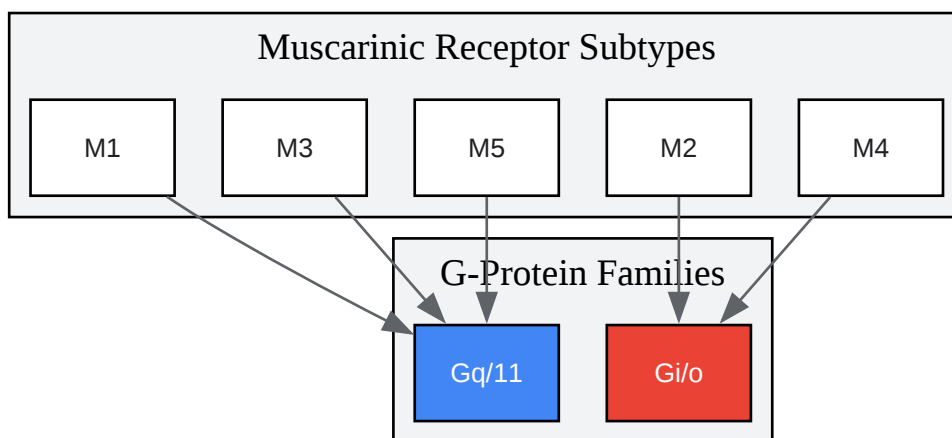 Muscarinic Receptor Subtypes
M1
M3
M5
M2
M4
G-Protein Families
Gq/11
Gi/o